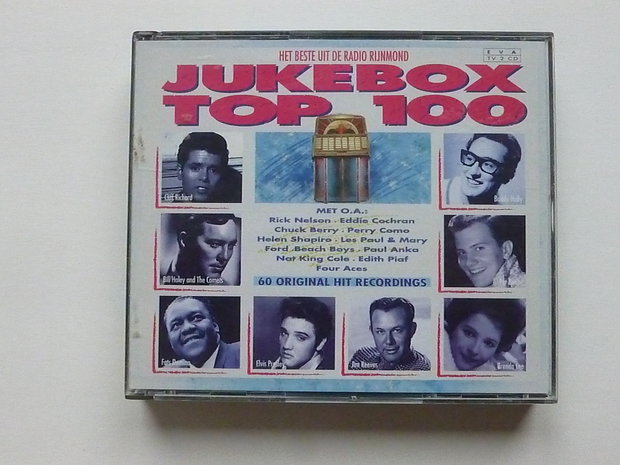 HET BESTE UIT DE RADIO RIJNMOND
EVA
TV 2 CD
JUKEBOX
TOP 100
Cliff Richard
Buddy Holly
MET O.A.:
Rick Nelson . Eddie Cochran
Chuck Berry . Perry Como
Helen Shapiro . Les Paul & Mary
Ford . Beach Boys . Paul Anka
Nat King Cole . Edith Piaf
Four Aces
60 ORIGINAL HIT RECORDINGS
Bill Haley and The Comets
Fats Domino
Elvis Presley
Jim Reeves
Brenda Lee